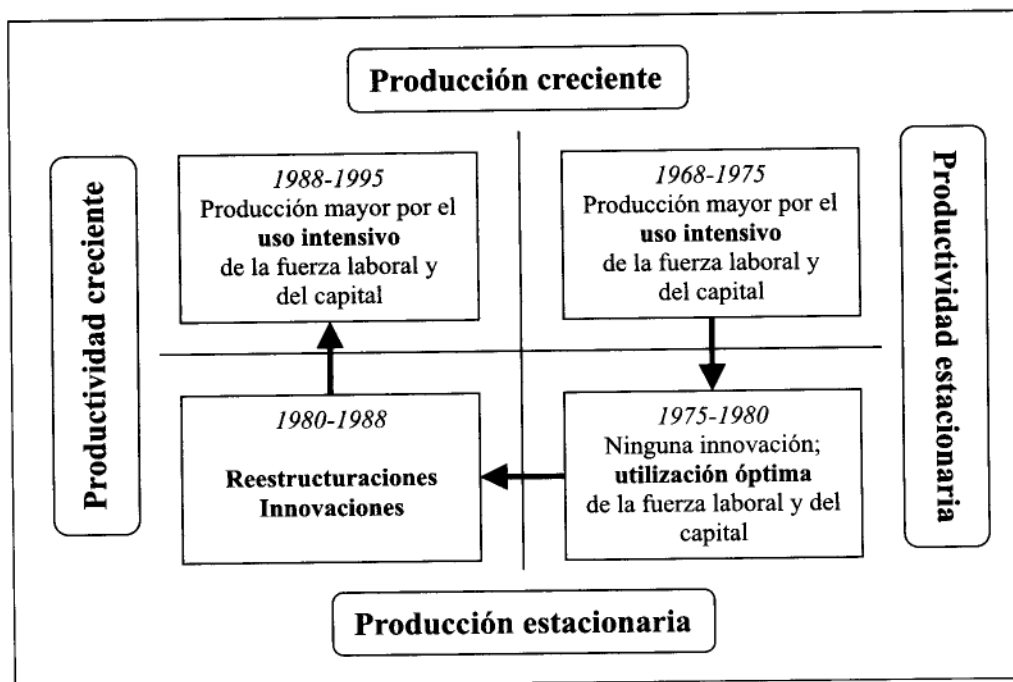 Producción creciente
Productividad creciente
1988-1995
Producción mayor por el
uso intensivo
de la fuerza laboral y
del capital
1968-1975
Producción mayor por el
uso intensivo
de la fuerza laboral y
del capital
Productividad estacionaria
1980-1988
Reestructuraciones
Innovaciones
1975-1980
Ninguna innovación;
utilización óptima
de la fuerza laboral y del
capital
Producción estacionaria